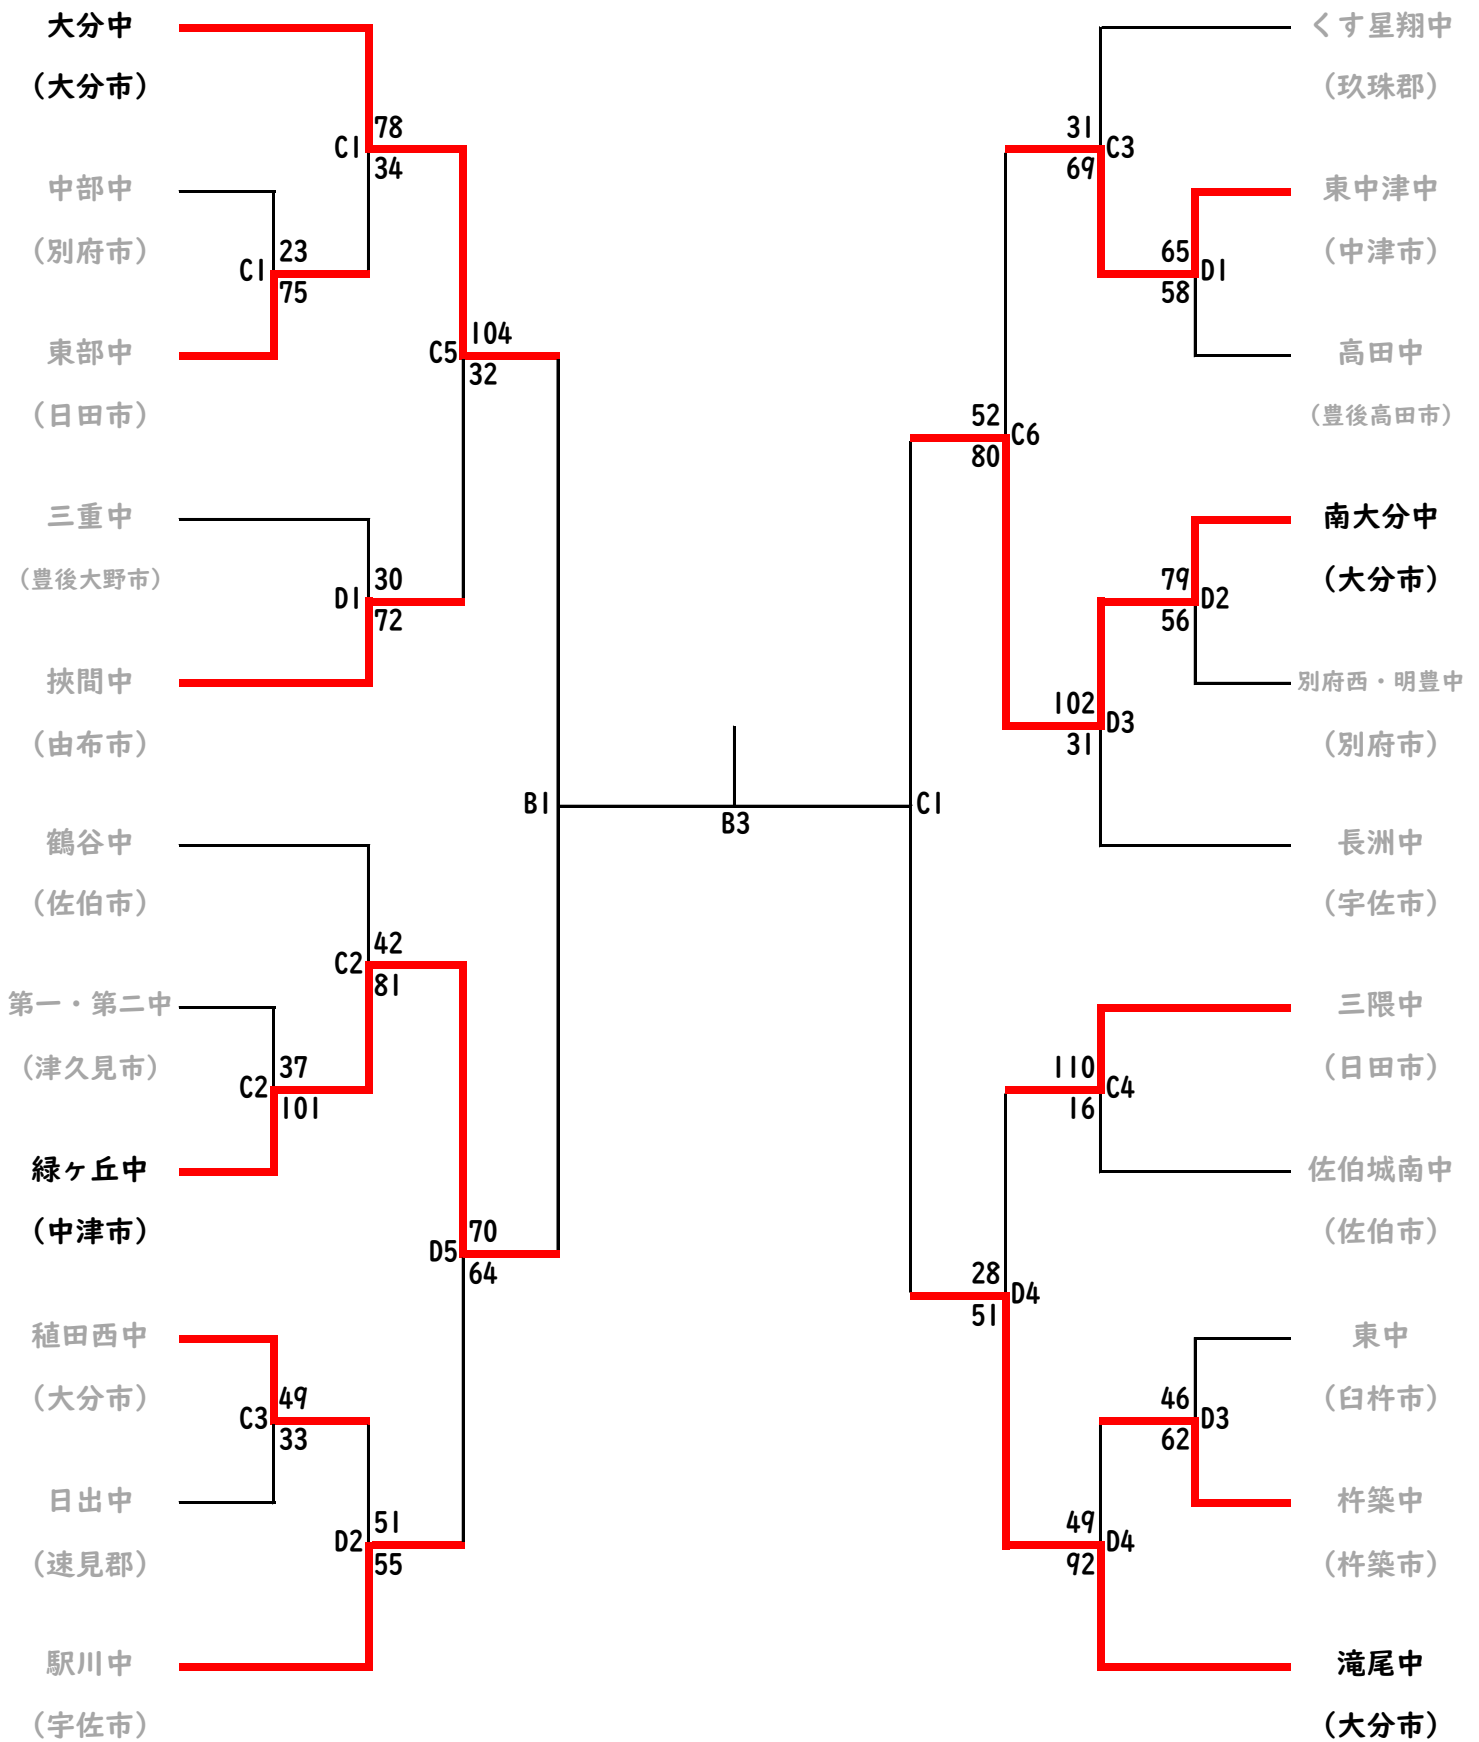 大分中
（大分市）
78
C1
34
中部中
（別府市）
23
C1
75
東部中
（日田市）
104
C5
32
三重中
（豊後大野市）
30
D1
72
挾間中
（由布市）
B1
鶴谷中
（佐伯市）
42
C2
81
第一・第二中
（津久見市）
37
C2
101
緑ヶ丘中
（中津市）
70
D5
64
稙田西中
（大分市）
49
C3
33
日出中
（速見郡）
51
D2
55
駅川中
（宇佐市）
B3
くす星翔中
（玖珠郡）
31
C3
69
東中津中
（中津市）
65
D1
58
高田中
（豊後高田市）
52
C6
80
南大分中
（大分市）
79
D2
56
別府西・明豊中
（別府市）
102
D3
31
長洲中
（宇佐市）
C1
三隈中
（日田市）
110
C4
16
佐伯城南中
（佐伯市）
28
D4
51
東中
（臼杵市）
46
D3
62
杵築中
（杵築市）
49
D4
92
滝尾中
（大分市）